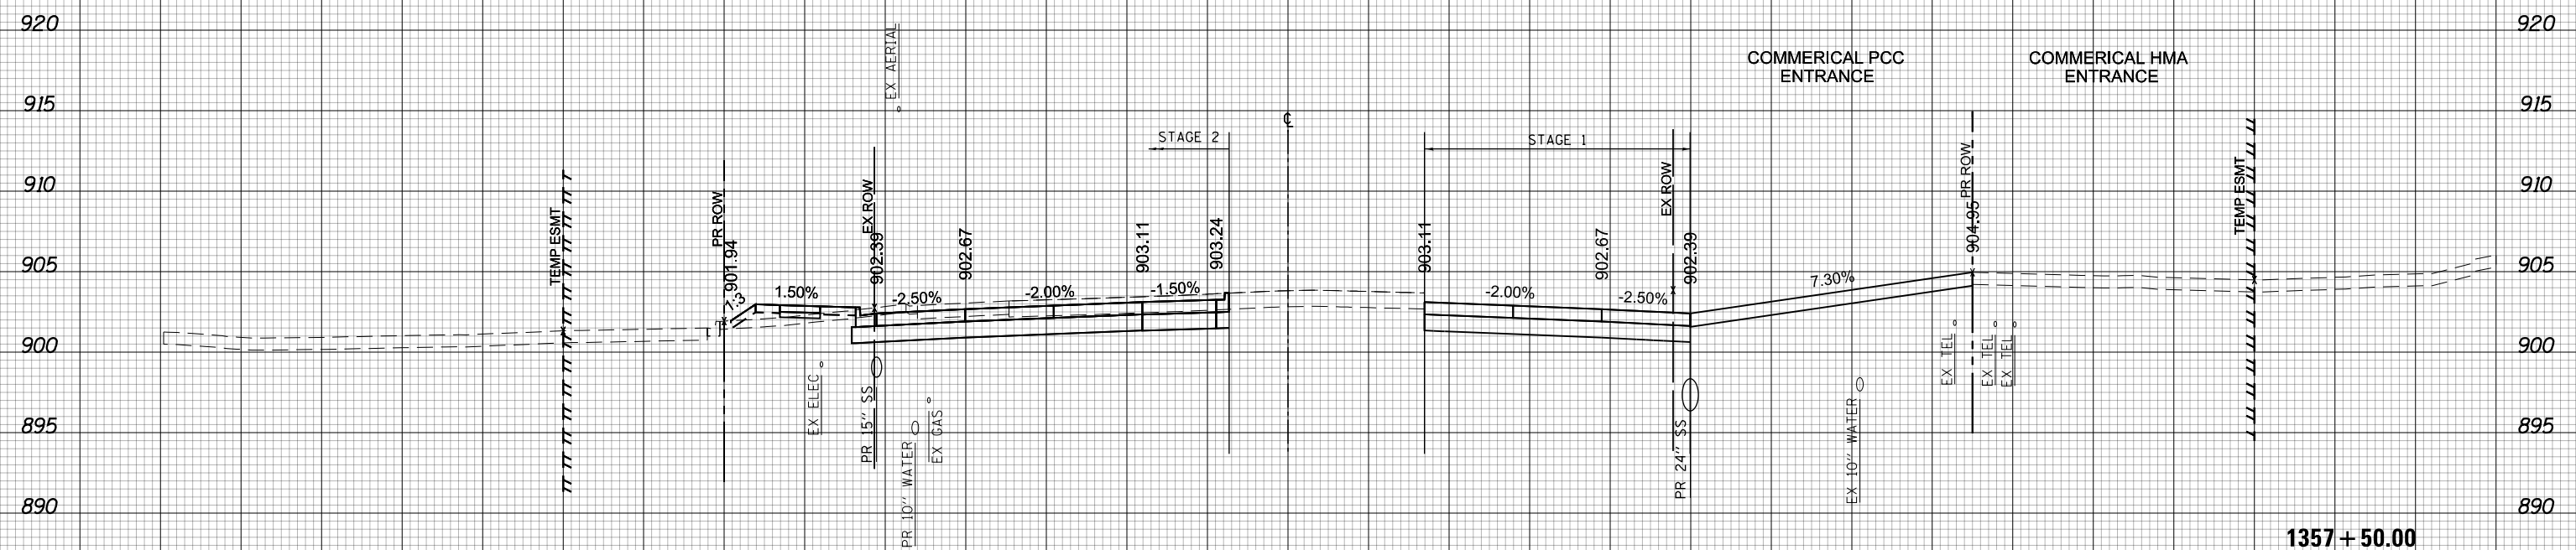 920
920
EX AERIAL
COMMERICAL PCC
ENTRANCE
COMMERICAL HMA
ENTRANCE
915
915
℄
STAGE 2
STAGE 1
910
910
TEMP ESMT
PR ROW
901.94
EX ROW
902.39
902.67
903.11
903.24
903.11
902.67
EX ROW
902.39
PR ROW
904.95
TEMP ESMT
905
905
1:3
1.50%
-2.50%
-2.00%
-1.50%
-2.00%
-2.50%
7.30%
900
900
EX ELEC
PR 15" SS
PR 10" WATER
EX GAS
PR 24" SS
EX 10" WATER
EX TEL
EX TEL
EX TEL
895
895
890
890
1357+50.00